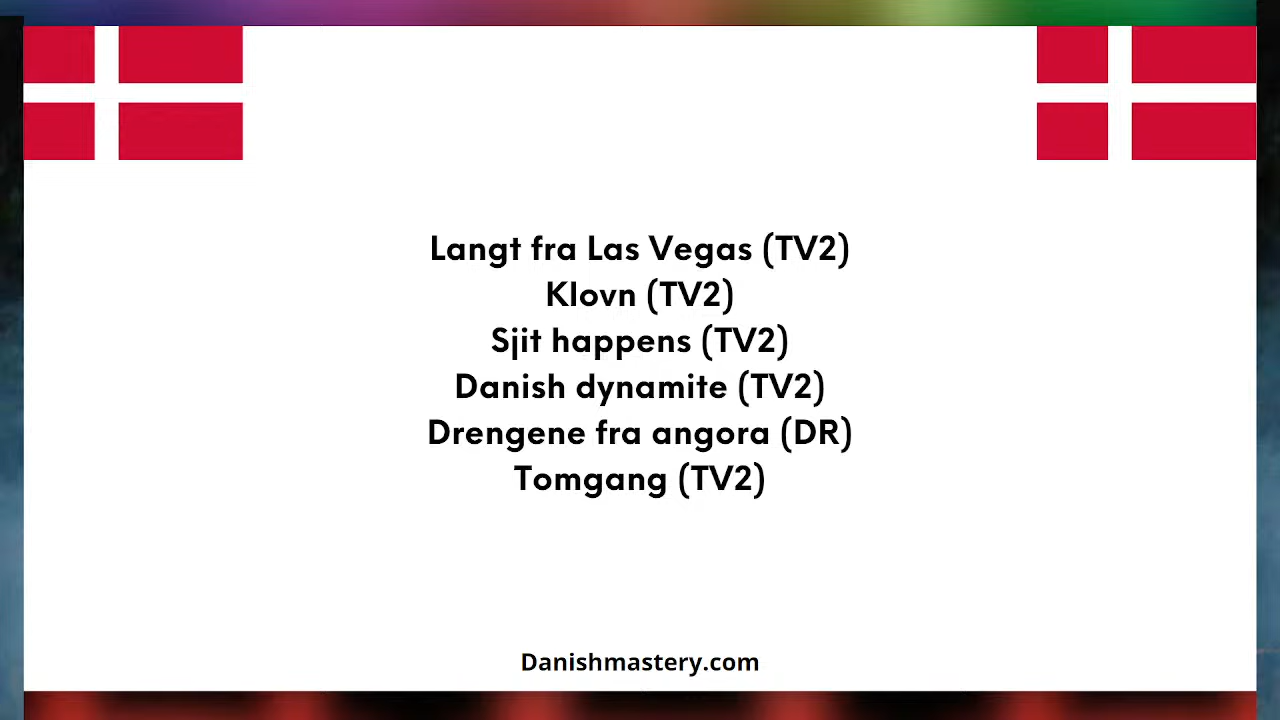 Langt fra Las Vegas (TV2)
Klovn (TV2)
Sjit happens (TV2)
Danish dynamite (TV2)
Drengene fra angora (DR)
Tomgang (TV2)
Danishmastery.com